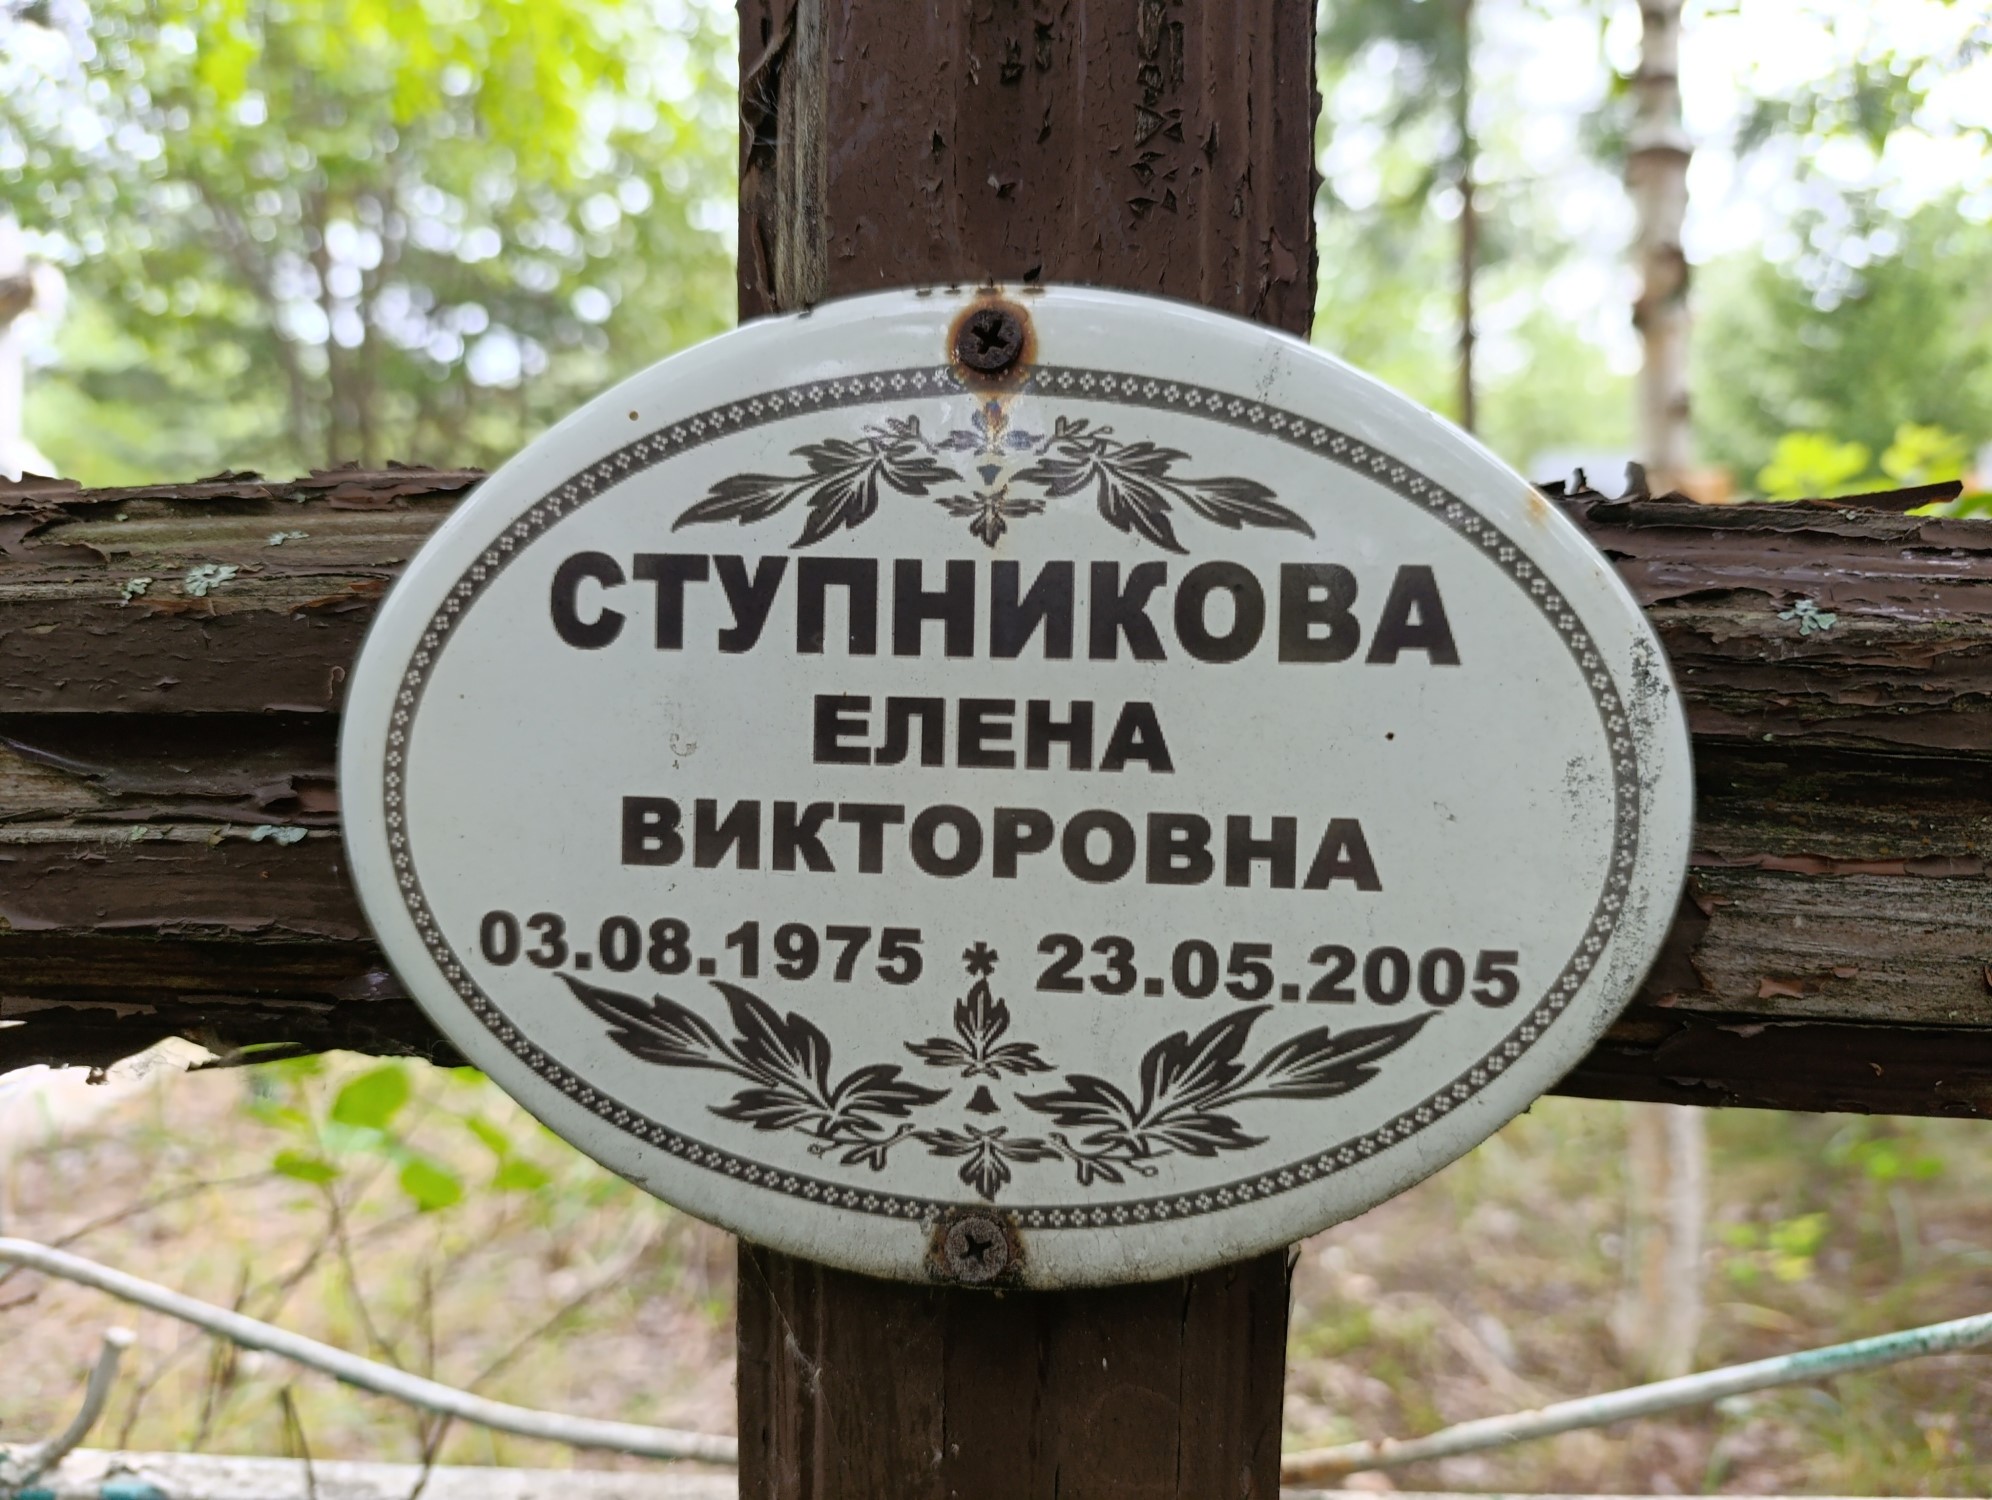 СТУПНИКОВА
ЕЛЕНА
ВИКТОРОВНА
03.08.1975 * 23.05.2005